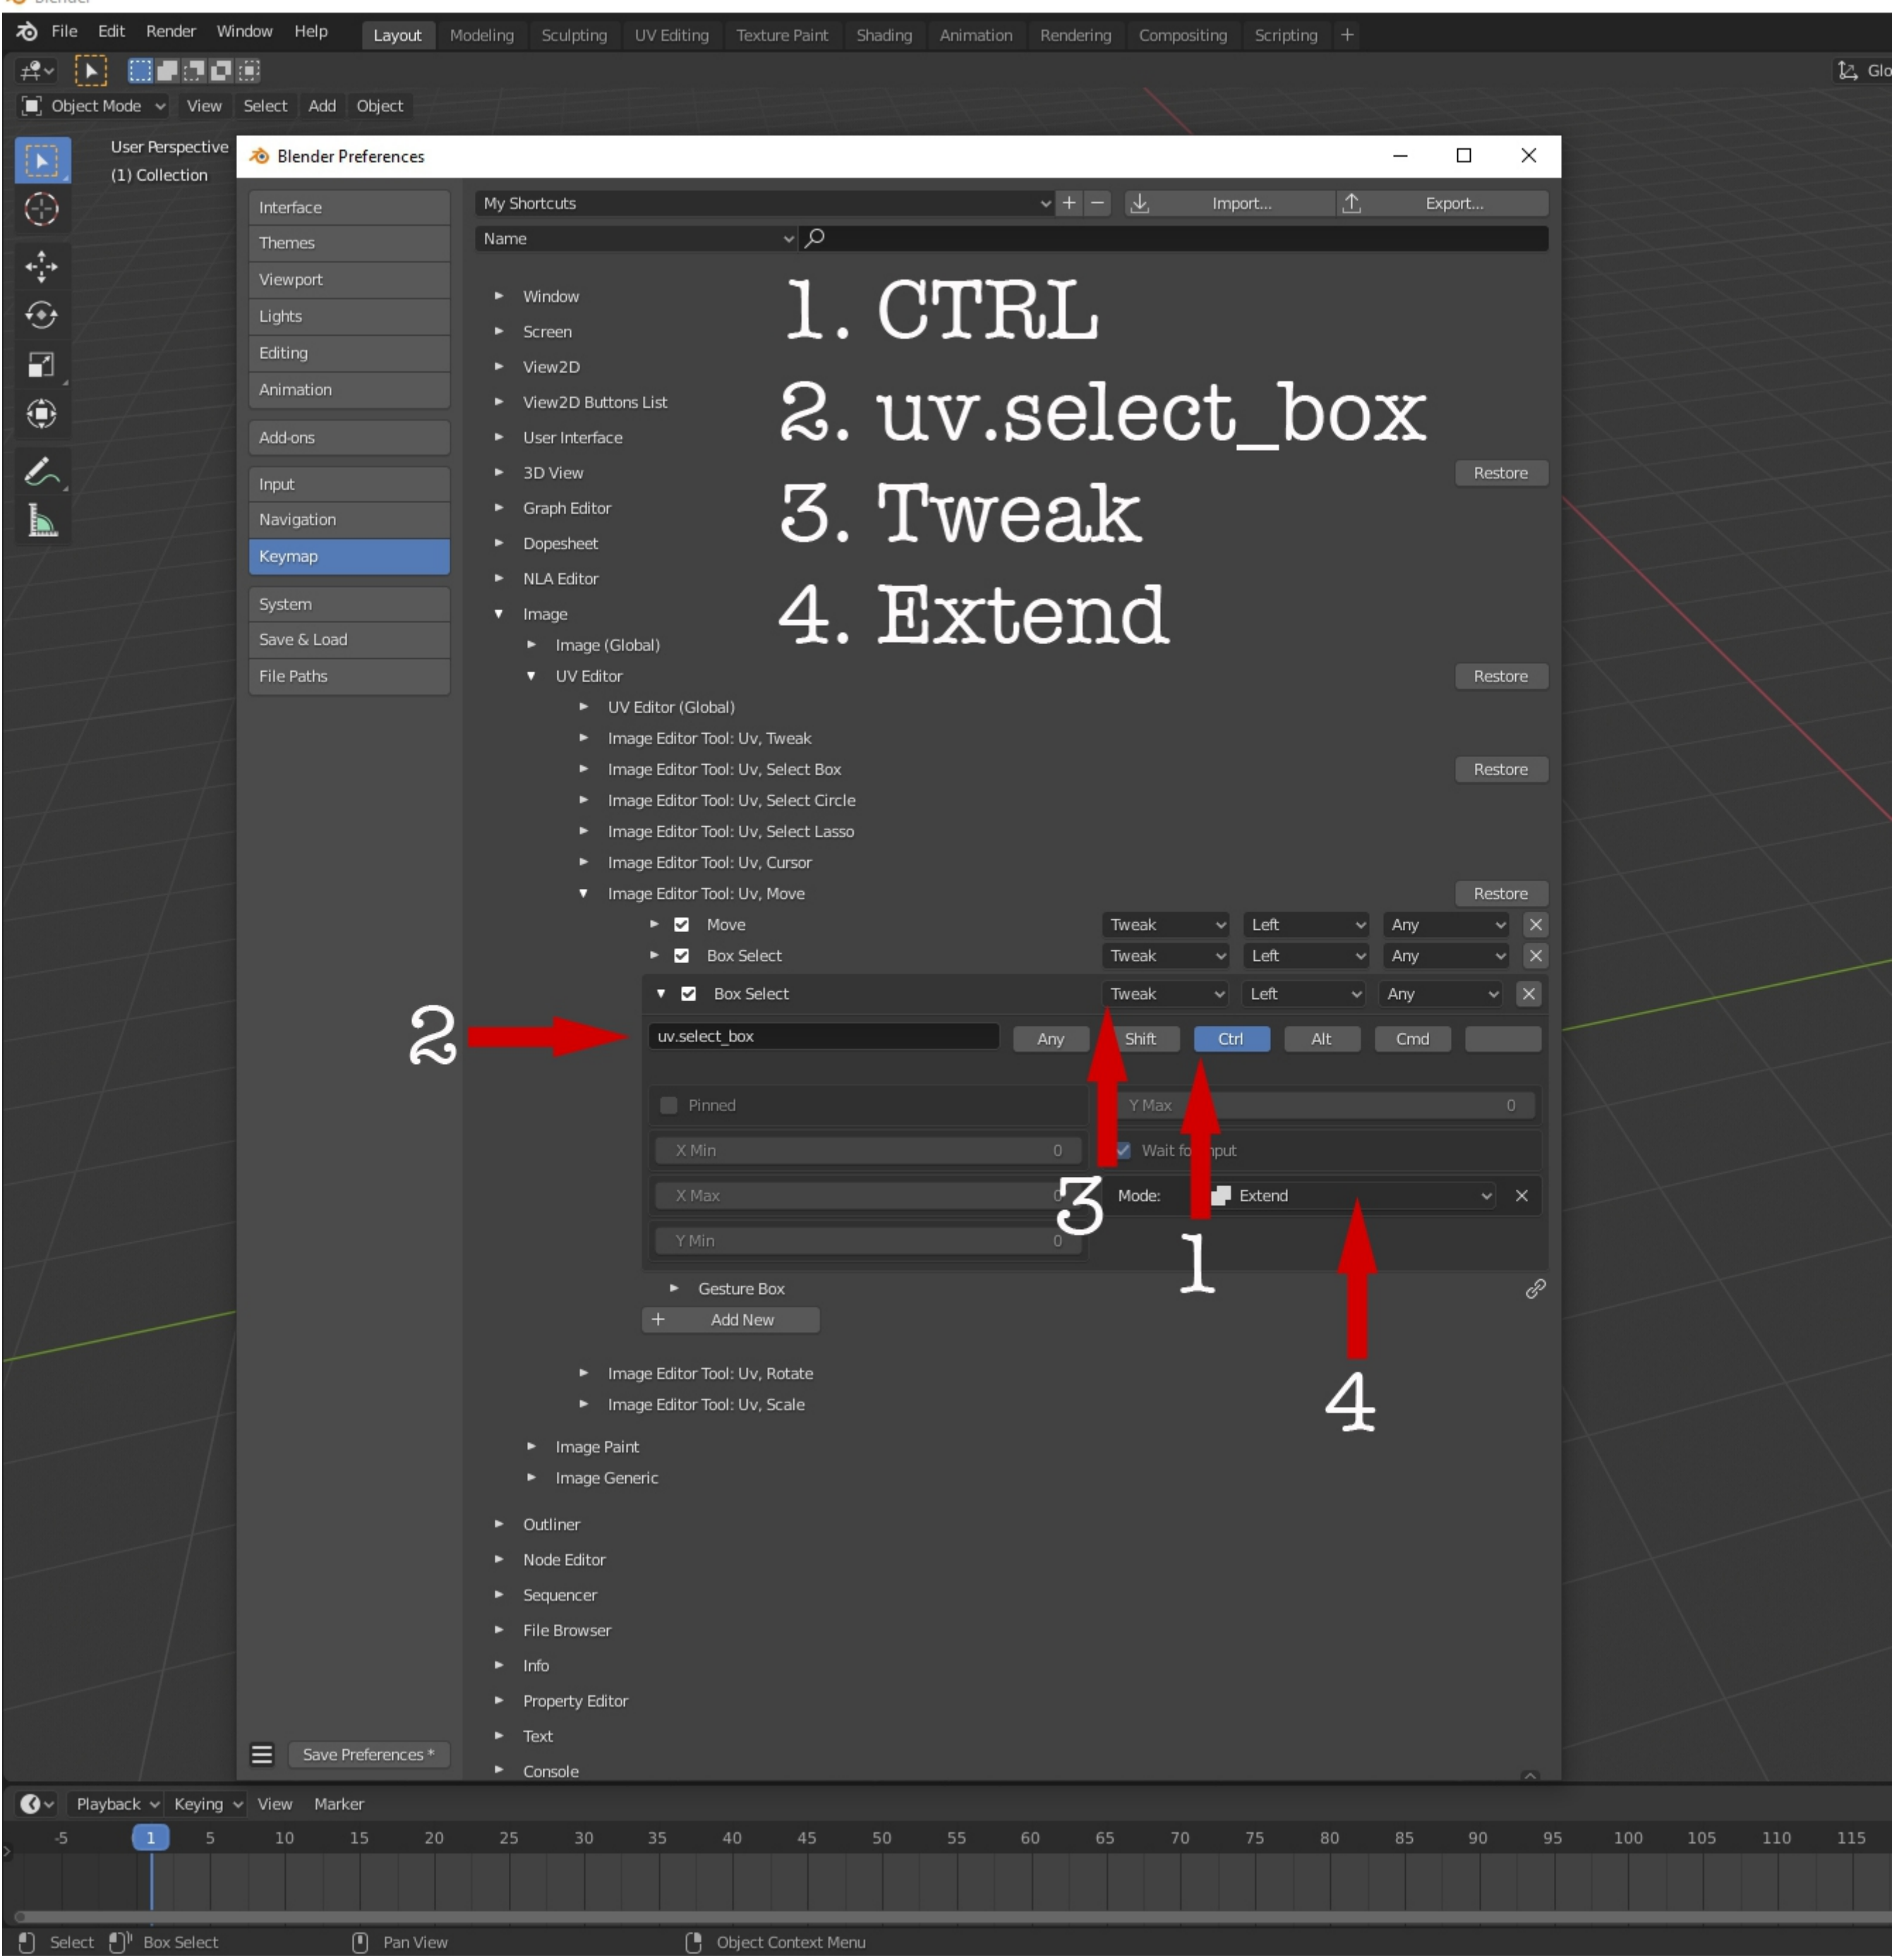 Blender
File Edit Render Window Help Layout Modeling Sculpting UV Editing Texture Paint Shading Animation Rendering Compositing Scripting +
Object Mode View Select Add Object
User Perspective
(1) Collection
Blender Preferences
Interface
Themes
Viewport
Lights
Editing
Animation
Add-ons
Input
Navigation
Keymap
System
Save & Load
File Paths
Save Preferences *
My Shortcuts + − Import... Export...
Name
Window
Screen
View2D
View2D Buttons List
User Interface
3D View Restore
Graph Editor
Dopesheet
NLA Editor
Image
Image (Global)
UV Editor Restore
UV Editor (Global)
Image Editor Tool: Uv, Tweak
Image Editor Tool: Uv, Select Box Restore
Image Editor Tool: Uv, Select Circle
Image Editor Tool: Uv, Select Lasso
Image Editor Tool: Uv, Cursor
Image Editor Tool: Uv, Move Restore
Move Tweak Left Any
Box Select Tweak Left Any
Box Select Tweak Left Any
uv.select_box Any Shift Ctrl Alt Cmd
Pinned Y Max 0
X Min 0 Wait for Input
X Max 0 Mode: Extend
Y Min 0
Gesture Box
+ Add New
Image Editor Tool: Uv, Rotate
Image Editor Tool: Uv, Scale
Image Paint
Image Generic
Outliner
Node Editor
Sequencer
File Browser
Info
Property Editor
Text
Console
1. CTRL
2. uv.select_box
3. Tweak
4. Extend
2
3
1
4
Playback Keying View Marker
-5 1 5 10 15 20 25 30 35 40 45 50 55 60 65 70 75 80 85 90 95 100 105 110 115
Select Box Select Pan View Object Context Menu